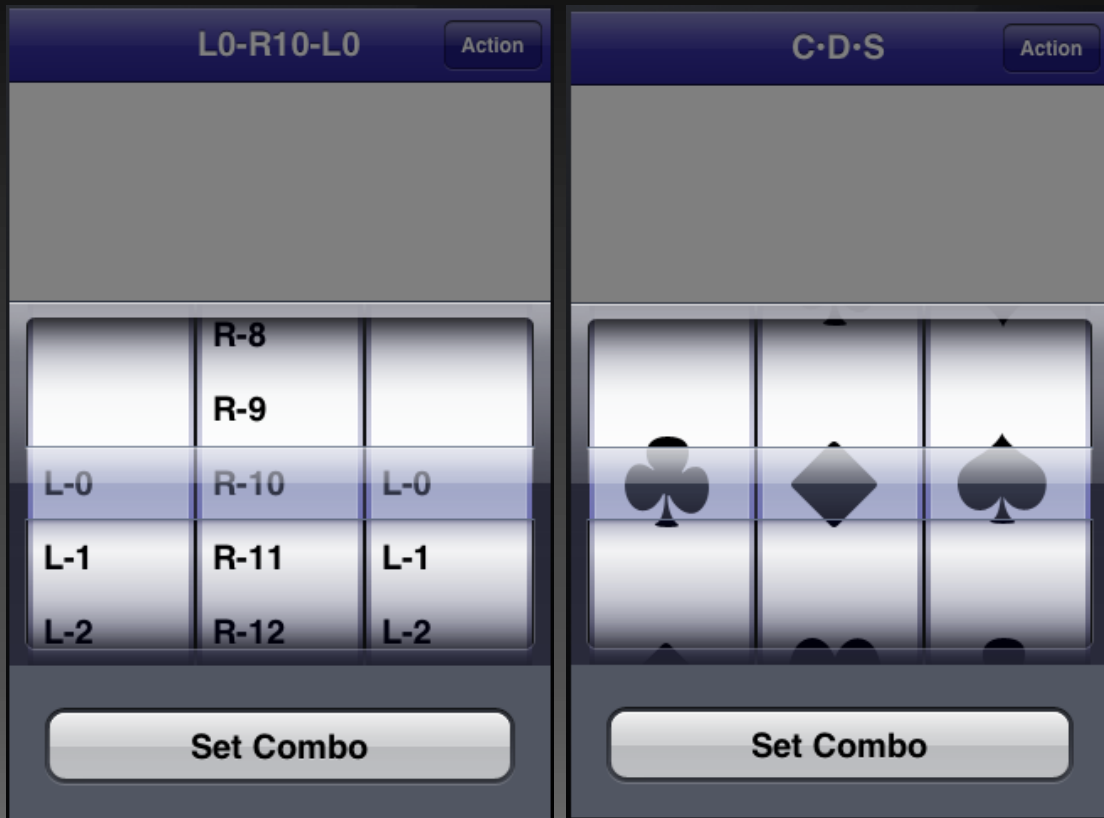 L0-R10-L0
Action
R-8
R-9
L-0 R-10 L-0
L-1 R-11 L-1
L-2 R-12 L-2
Set Combo
C•D•S
Action
Set Combo